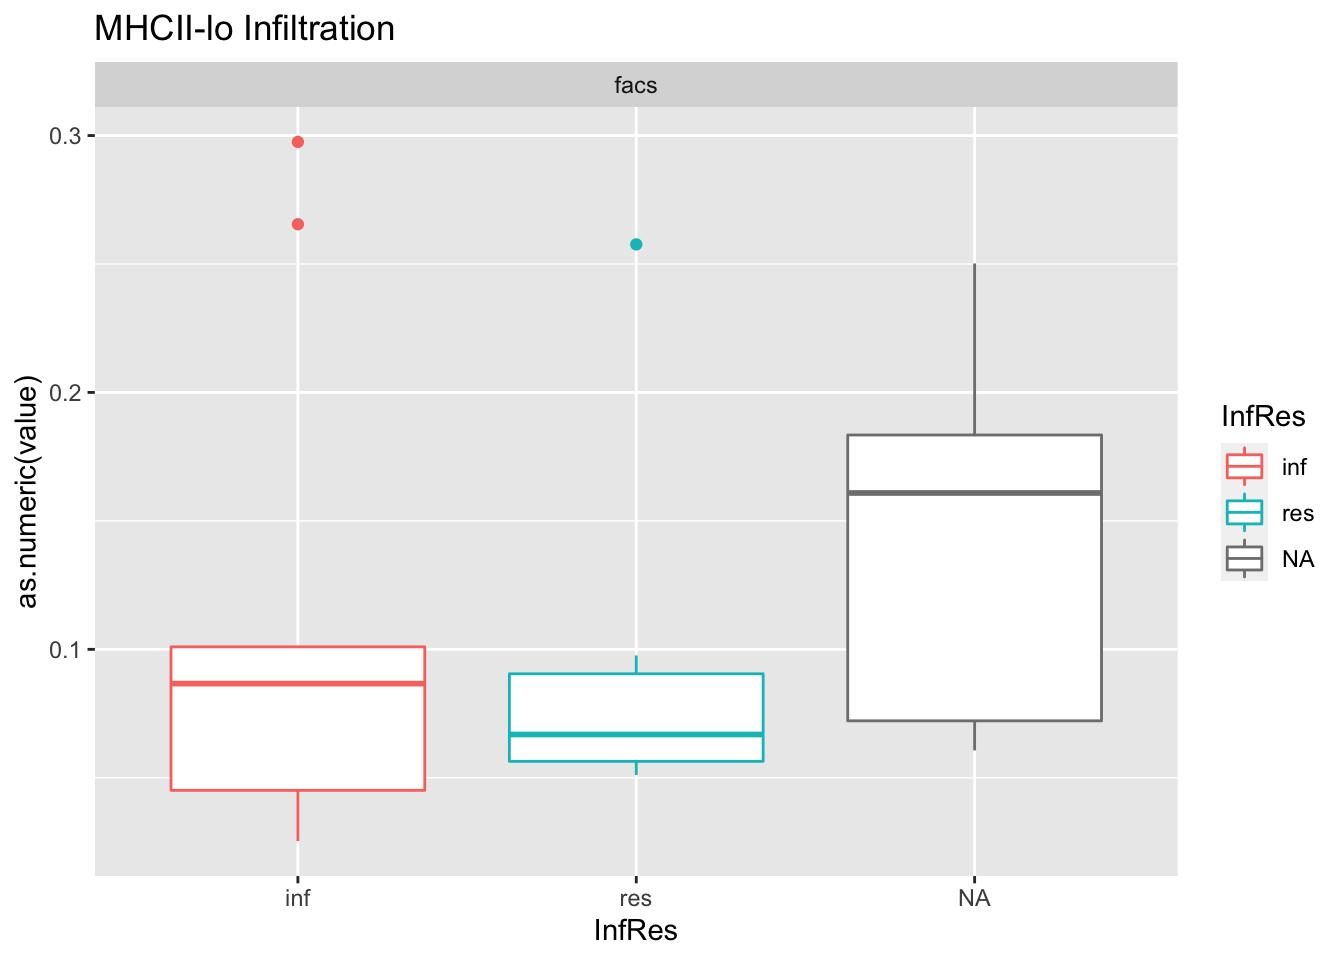 MHCII-lo Infiltration
facs
0.3
0.2
0.1
as.numeric(value)
inf
res
NA
InfRes
InfRes
inf
res
NA